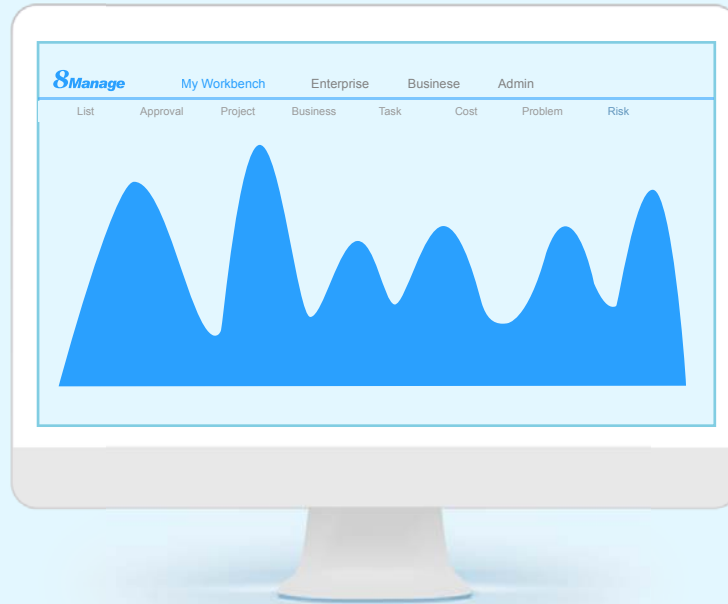 8Manage My Workbench Enterprise Businese Admin
List Approval Project Business Task Cost Problem Risk